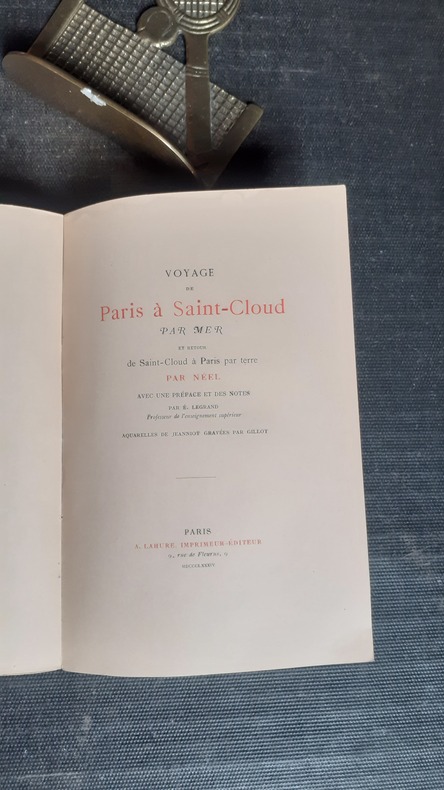 VOYAGE
DE
Paris à Saint-Cloud
PAR MER
ET RETOUR
de Saint-Cloud à Paris par terre
PAR NÉEL
AVEC UNE PRÉFACE ET DES NOTES
PAR É. LEGRAND
Professeur de l'enseignement supérieur
AQUARELLES DE JEANNIOT GRAVÉES PAR GILLOT
PARIS
A. LAHURE, IMPRIMEUR-ÉDITEUR
9, rue de Fleurus, 9
MDCCCLXXXIV